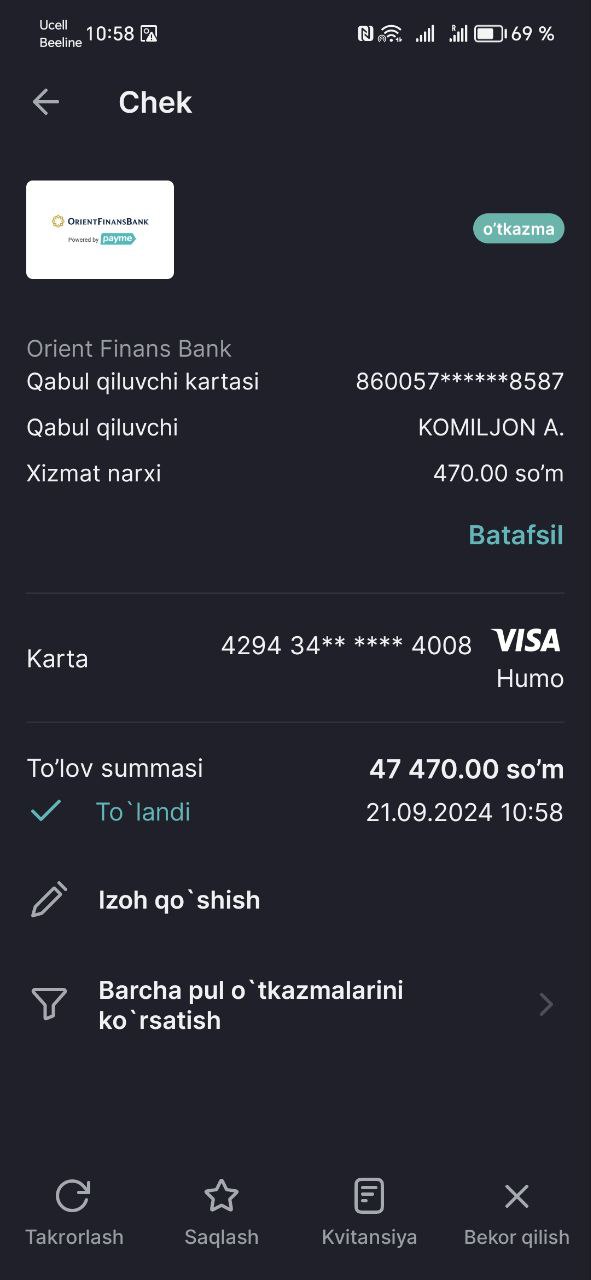 Ucell
Beeline 10:58 69 %
Chek
ORIENTFINANSBANK
Powered by payme
o’tkazma
Orient Finans Bank
Qabul qiluvchi kartasi 860057******8587
Qabul qiluvchi KOMILJON A.
Xizmat narxi 470.00 so’m
Batafsil
Karta 4294 34** **** 4008 VISA
Humo
To’lov summasi 47 470.00 so’m
To`landi 21.09.2024 10:58
Izoh qo`shish
Barcha pul o`tkazmalarini
ko`rsatish
Takrorlash Saqlash Kvitansiya Bekor qilish